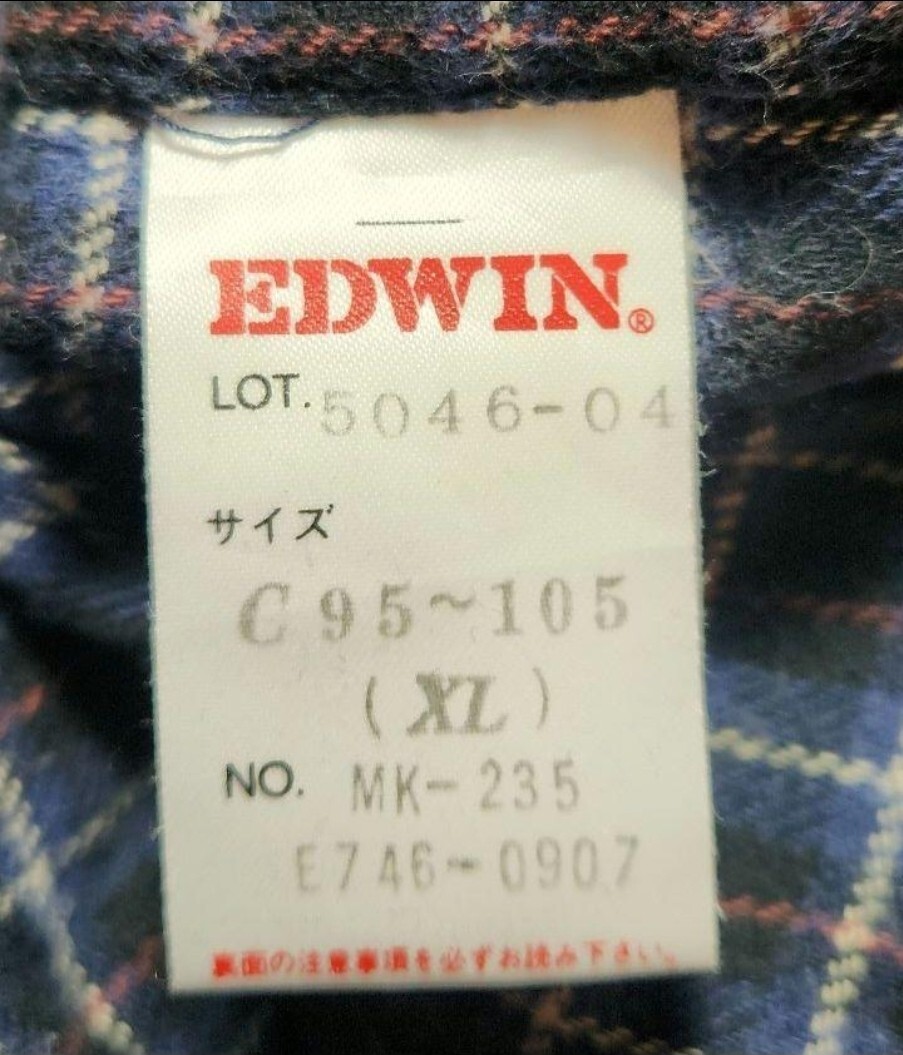 EDWIN®
LOT. 5046-04
サイズ
C 95~105
(XL)
NO. MK-235
E746-0907
裏面の注意事項を必ずお読み下さい。